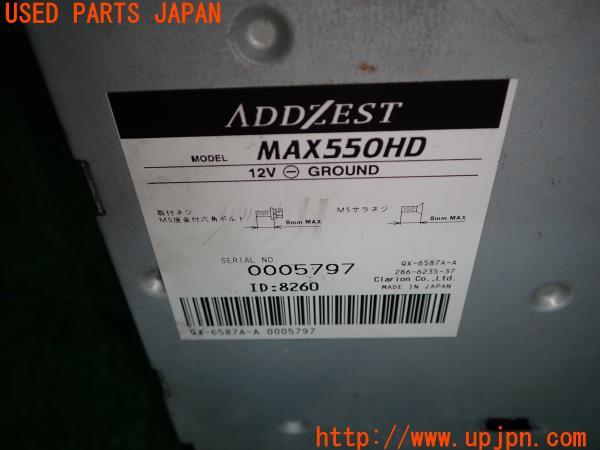 USED PARTS JAPAN
ADDZEST
MODEL MAX550HD
12V ⊖ GROUND
取付ネジ
M5座金付六角ボルト
8mm MAX
M5サラネジ
8mm MAX
SERIAL NO.
0005797
ID:8260
QX-6587A-A
286-6235-37
Clarion Co.,Ltd.
MADE IN JAPAN
QX-6587A-A 0005797
http://www.upjpn.com